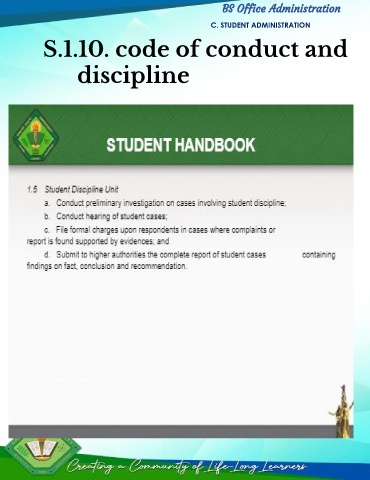 BS Office Administration
C. STUDENT ADMINISTRATION
S.1.10. code of conduct and
discipline
STUDENT HANDBOOK
1.5 Student Discipline Unit
a. Conduct preliminary investigation on cases involving student discipline;
b. Conduct hearing of student cases;
c. File formal charges upon respondents in cases where complaints or
report is found supported by evidences; and
d. Submit to higher authorities the complete report of student cases containing
findings on fact, conclusion and recommendation.
Creating a Community of Life-Long Learners